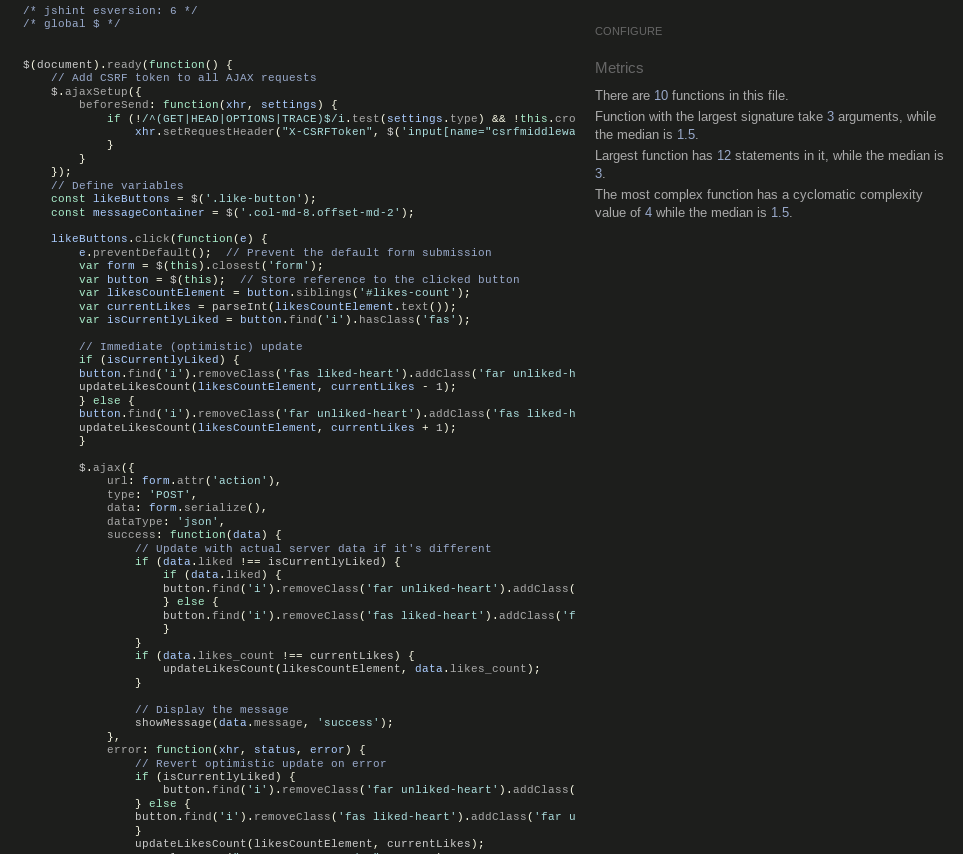 /* jshint esversion: 6 */
/* global $ */
$(document).ready(function() {
// Add CSRF token to all AJAX requests
$.ajaxSetup({
beforeSend: function(xhr, settings) {
if (!/^(GET|HEAD|OPTIONS|TRACE)$/i.test(settings.type) && !this.cro
xhr.setRequestHeader("X-CSRFToken", $('input[name="csrfmiddlewa
}
}
});
// Define variables
const likeButtons = $('.like-button');
const messageContainer = $('.col-md-8.offset-md-2');
likeButtons.click(function(e) {
e.preventDefault();  // Prevent the default form submission
var form = $(this).closest('form');
var button = $(this);  // Store reference to the clicked button
var likesCountElement = button.siblings('#likes-count');
var currentLikes = parseInt(likesCountElement.text());
var isCurrentlyLiked = button.find('i').hasClass('fas');
// Immediate (optimistic) update
if (isCurrentlyLiked) {
button.find('i').removeClass('fas liked-heart').addClass('far unliked-h
updateLikesCount(likesCountElement, currentLikes - 1);
} else {
button.find('i').removeClass('far unliked-heart').addClass('fas liked-h
updateLikesCount(likesCountElement, currentLikes + 1);
}
$.ajax({
url: form.attr('action'),
type: 'POST',
data: form.serialize(),
dataType: 'json',
success: function(data) {
// Update with actual server data if it's different
if (data.liked !== isCurrentlyLiked) {
if (data.liked) {
button.find('i').removeClass('far unliked-heart').addClass(
} else {
button.find('i').removeClass('fas liked-heart').addClass('f
}
}
if (data.likes_count !== currentLikes) {
updateLikesCount(likesCountElement, data.likes_count);
}
// Display the message
showMessage(data.message, 'success');
},
error: function(xhr, status, error) {
// Revert optimistic update on error
if (isCurrentlyLiked) {
button.find('i').removeClass('far unliked-heart').addClass(
} else {
button.find('i').removeClass('fas liked-heart').addClass('far u
}
updateLikesCount(likesCountElement, currentLikes);
CONFIGURE
Metrics
There are 10 functions in this file.
Function with the largest signature take 3 arguments, while
the median is 1.5.
Largest function has 12 statements in it, while the median is
3.
The most complex function has a cyclomatic complexity
value of 4 while the median is 1.5.